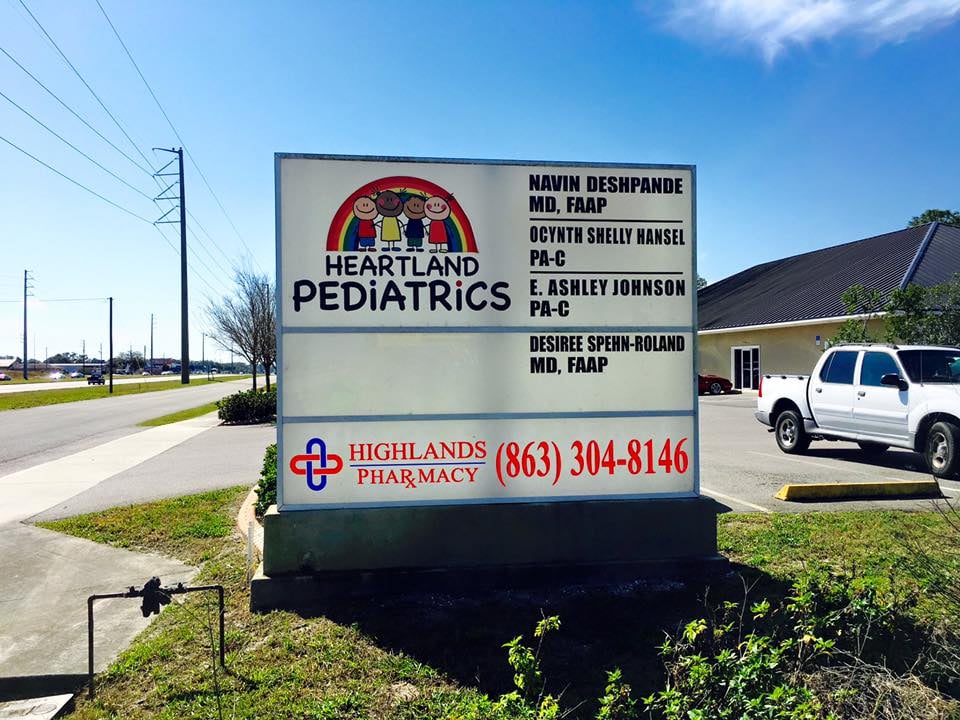 HEARTLAND
PEDiATRiCS
NAVIN DESHPANDE
MD, FAAP
OCYNTH SHELLY HANSEL
PA-C
E. ASHLEY JOHNSON
PA-C
DESIREE SPEHN-ROLAND
MD, FAAP
HIGHLANDS
PHARMACY
(863) 304-8146